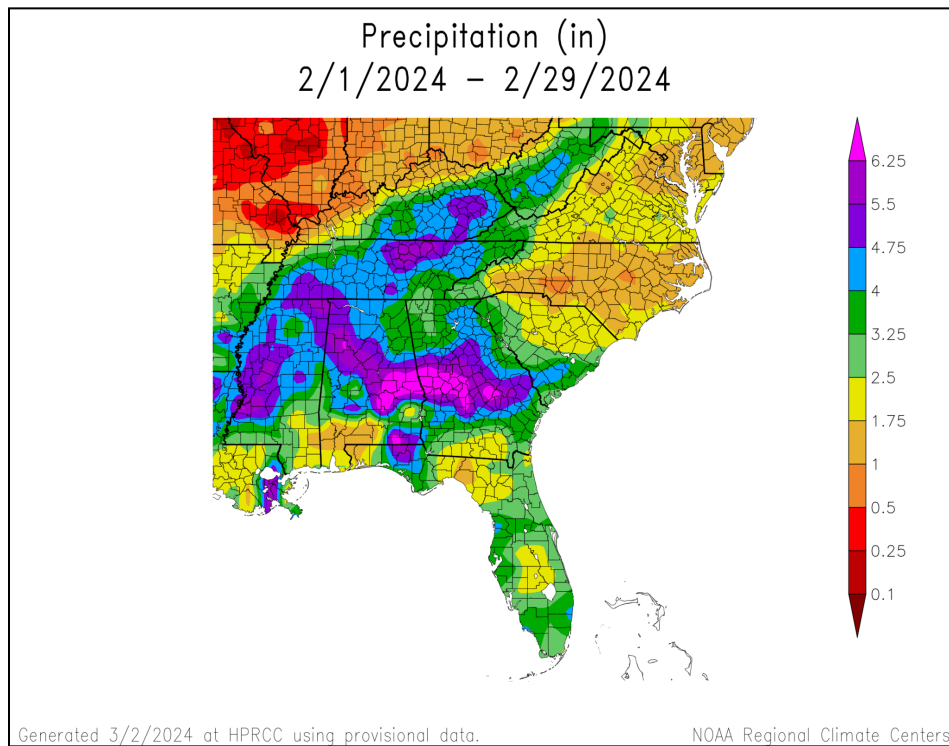 Precipitation (in)
2/1/2024 – 2/29/2024
6.25
5.5
4.75
4
3.25
2.5
1.75
1
0.5
0.25
0.1
Generated 3/2/2024 at HPRCC using provisional data.
NOAA Regional Climate Centers